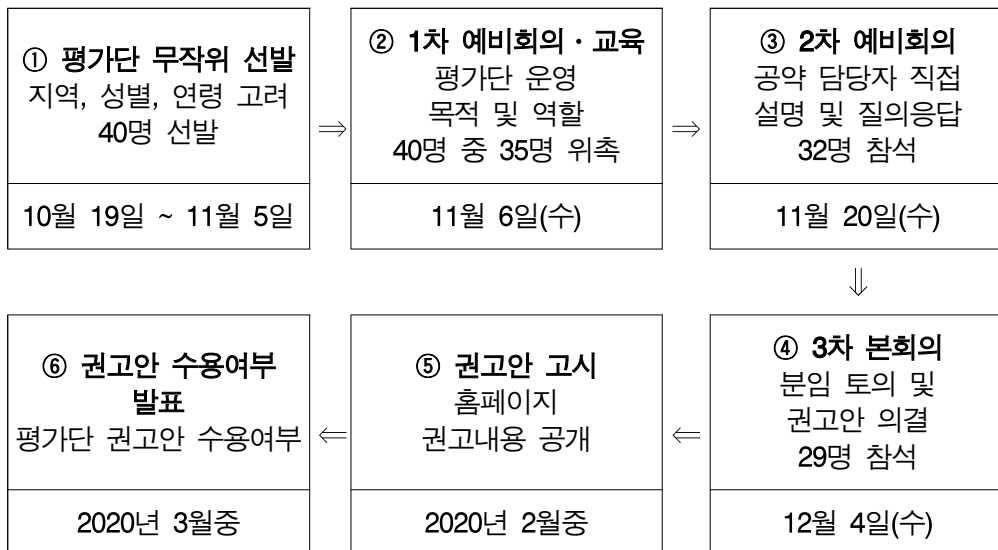 ① 평가단 무작위 선발
지역, 성별, 연령 고려
40명 선발
10월 19일 ~ 11월 5일
⇒
② 1차 예비회의·교육
평가단 운영
목적 및 역할
40명 중 35명 위촉
11월 6일(수)
⇒
③ 2차 예비회의
공약 담당자 직접
설명 및 질의응답
32명 참석
11월 20일(수)
⇓
④ 3차 본회의
분임 토의 및
권고안 의결
29명 참석
12월 4일(수)
⇐
⑤ 권고안 고시
홈페이지
권고내용 공개
2020년 2월중
⇐
⑥ 권고안 수용여부
발표
평가단 권고안 수용여부
2020년 3월중